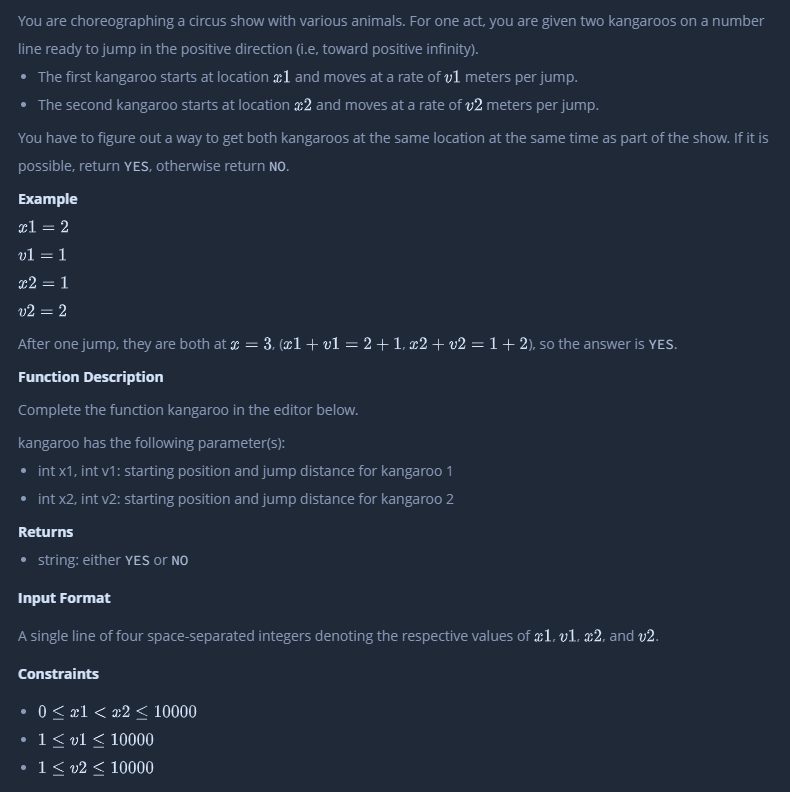 You are choreographing a circus show with various animals. For one act, you are given two kangaroos on a number
line ready to jump in the positive direction (i.e, toward positive infinity).
• The first kangaroo starts at location x1 and moves at a rate of v1 meters per jump.
• The second kangaroo starts at location x2 and moves at a rate of v2 meters per jump.
You have to figure out a way to get both kangaroos at the same location at the same time as part of the show. If it is
possible, return YES, otherwise return NO.
Example
x1 = 2
v1 = 1
x2 = 1
v2 = 2
After one jump, they are both at x = 3, (x1 + v1 = 2 + 1, x2 + v2 = 1 + 2), so the answer is YES.
Function Description
Complete the function kangaroo in the editor below.
kangaroo has the following parameter(s):
• int x1, int v1: starting position and jump distance for kangaroo 1
• int x2, int v2: starting position and jump distance for kangaroo 2
Returns
• string: either YES or NO
Input Format
A single line of four space-separated integers denoting the respective values of x1, v1, x2, and v2.
Constraints
• 0 ≤ x1 < x2 ≤ 10000
• 1 ≤ v1 ≤ 10000
• 1 ≤ v2 ≤ 10000